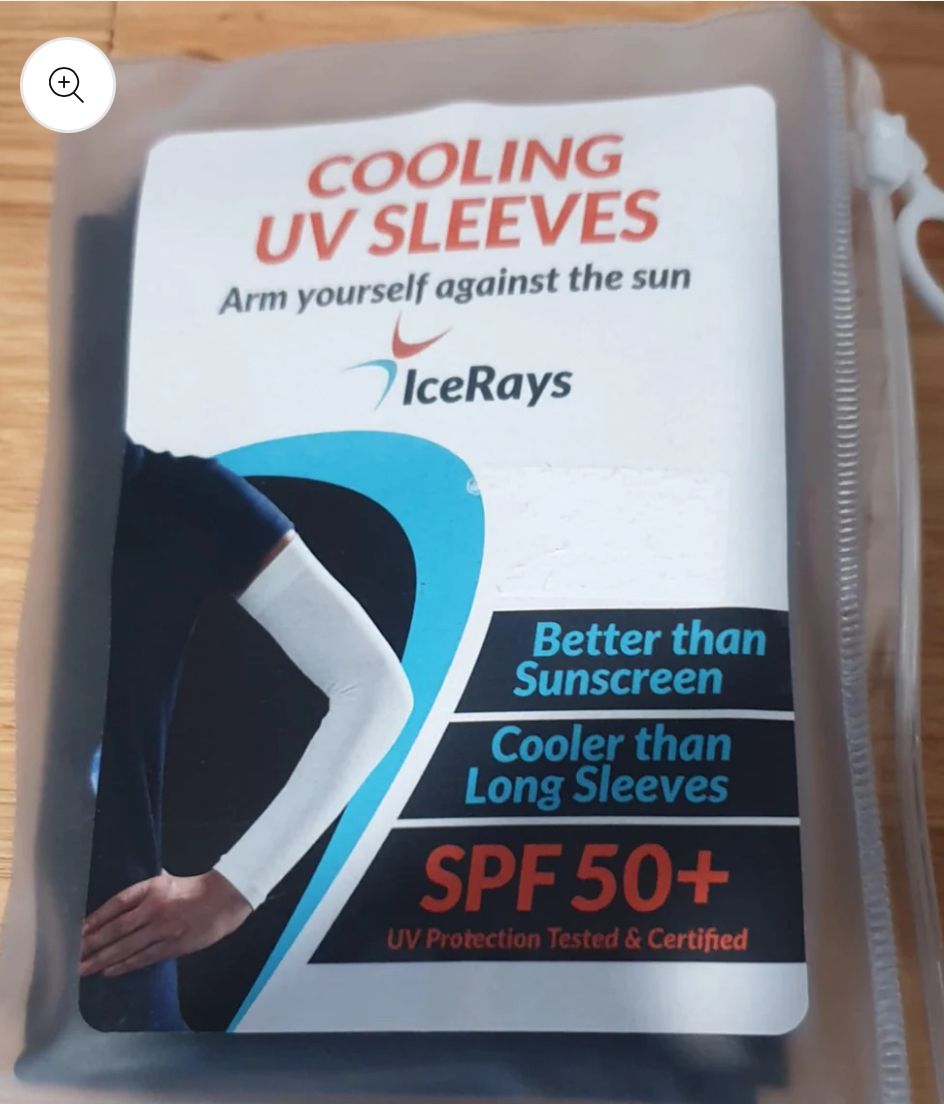 COOLING
UV SLEEVES
Arm yourself against the sun
IceRays
Better than
Sunscreen
Cooler than
Long Sleeves
SPF 50+
UV Protection Tested & Certified